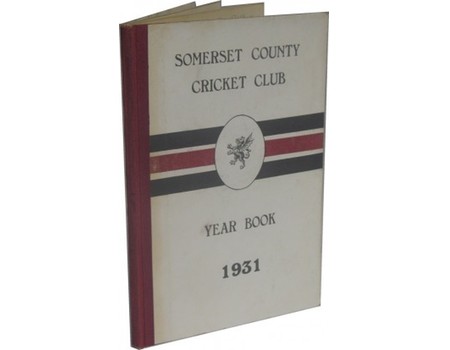 SOMERSET COUNTY
CRICKET CLUB
YEAR BOOK
1931